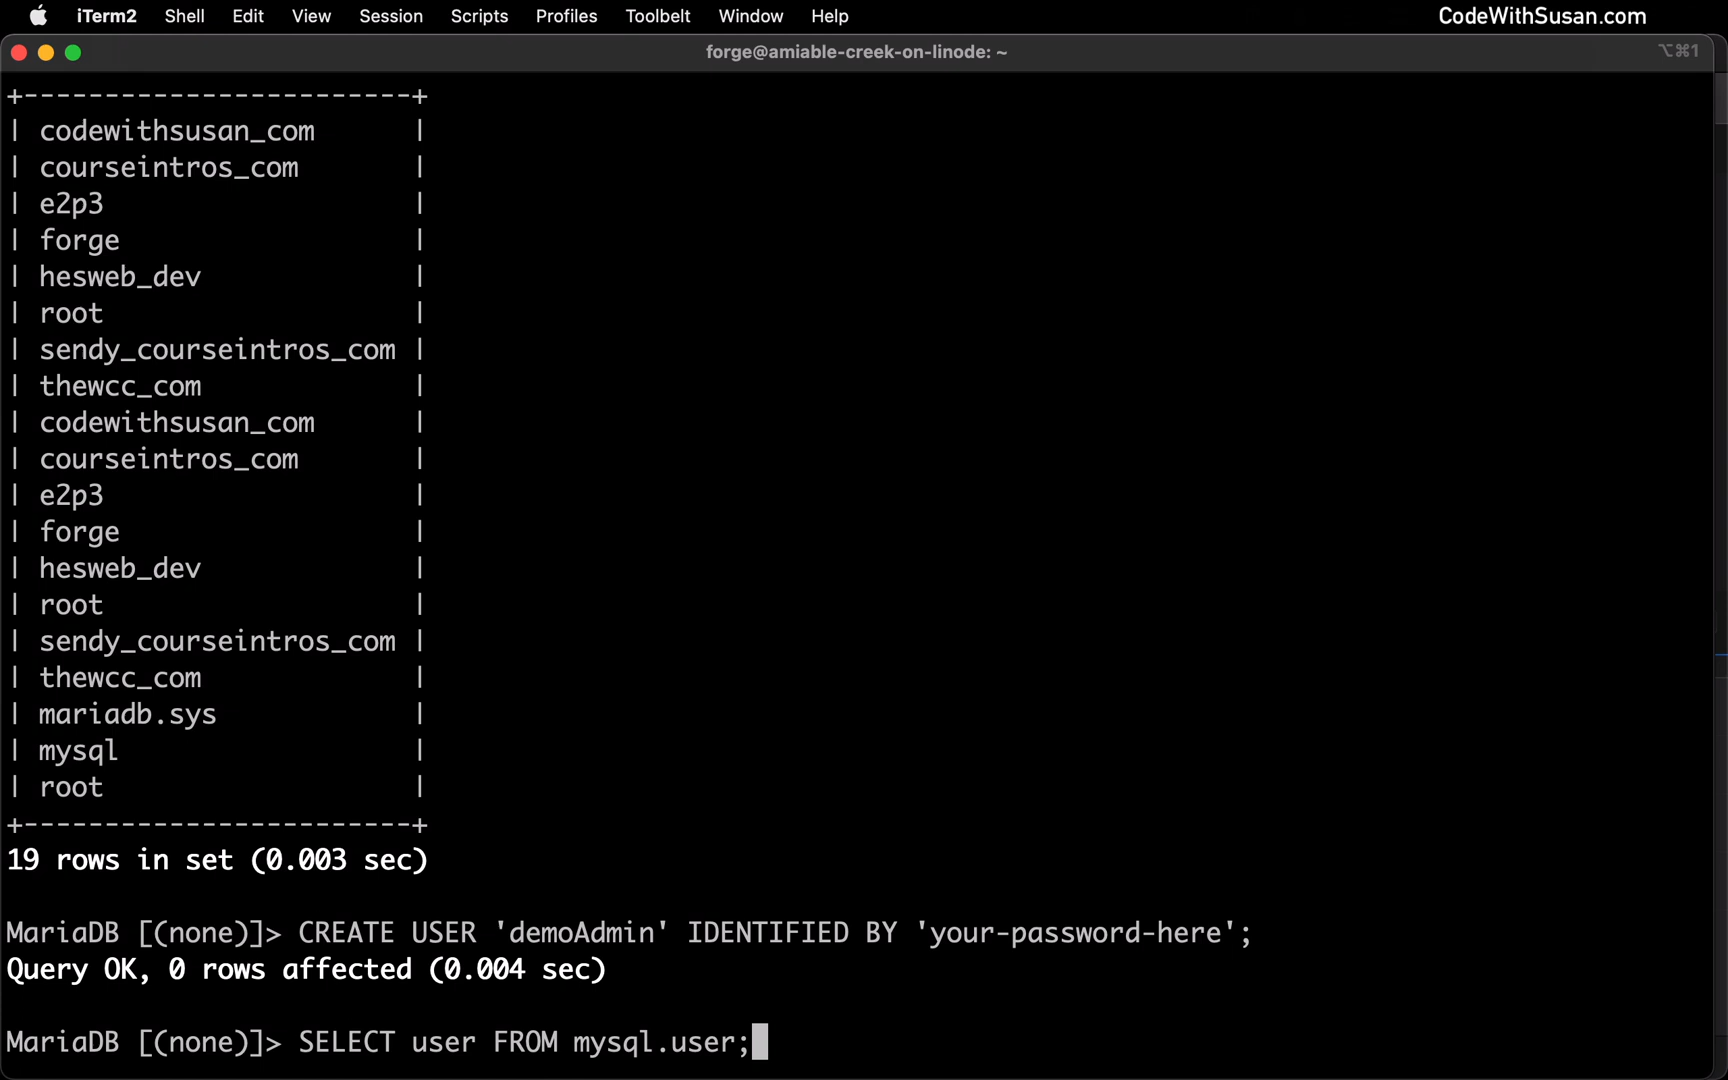 iTerm2 Shell Edit View Session Scripts Profiles Toolbelt Window Help CodeWithSusan.com
forge@amiable-creek-on-linode: ~ ⌥⌘1
+------------------------+
| codewithsusan_com      |
| courseintros_com       |
| e2p3                   |
| forge                  |
| hesweb_dev             |
| root                   |
| sendy_courseintros_com |
| thewcc_com             |
| codewithsusan_com      |
| courseintros_com       |
| e2p3                   |
| forge                  |
| hesweb_dev             |
| root                   |
| sendy_courseintros_com |
| thewcc_com             |
| mariadb.sys            |
| mysql                  |
| root                   |
+------------------------+
19 rows in set (0.003 sec)
MariaDB [(none)]> CREATE USER 'demoAdmin' IDENTIFIED BY 'your-password-here';
Query OK, 0 rows affected (0.004 sec)
MariaDB [(none)]> SELECT user FROM mysql.user;